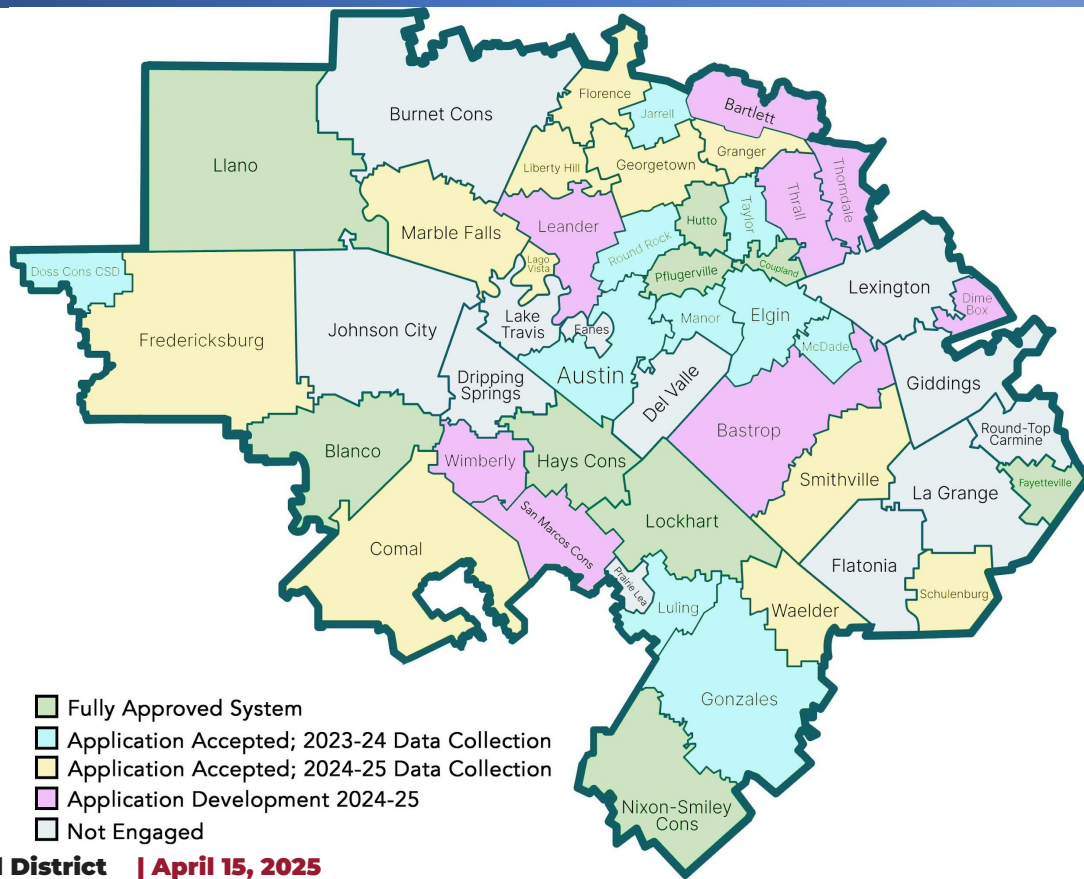 Burnet Cons
Florence
Jarrell
Bartlett
Llano
Liberty Hill
Georgetown
Granger
Thorndale
Thrall
Taylor
Leander
Hutto
Marble Falls
Round Rock
Lago
Vista
Pflugerville
Coupland
Doss Cons CSD
Lexington
Dime
Box
Fredericksburg
Johnson City
Lake
Travis
Eanes
Manor
Elgin
McDade
Austin
Del Valle
Dripping
Springs
Giddings
Round-Top
Carmine
Bastrop
Blanco
Wimberly
Hays Cons
Smithville
La Grange
Fayetteville
San Marcos Cons
Lockhart
Comal
Flatonia
Prairie Lea
Luling
Waelder
Schulenburg
Gonzales
Nixon-Smiley
Cons
Fully Approved System
Application Accepted; 2023-24 Data Collection
Application Accepted; 2024-25 Data Collection
Application Development 2024-25
Not Engaged
District | April 15, 2025